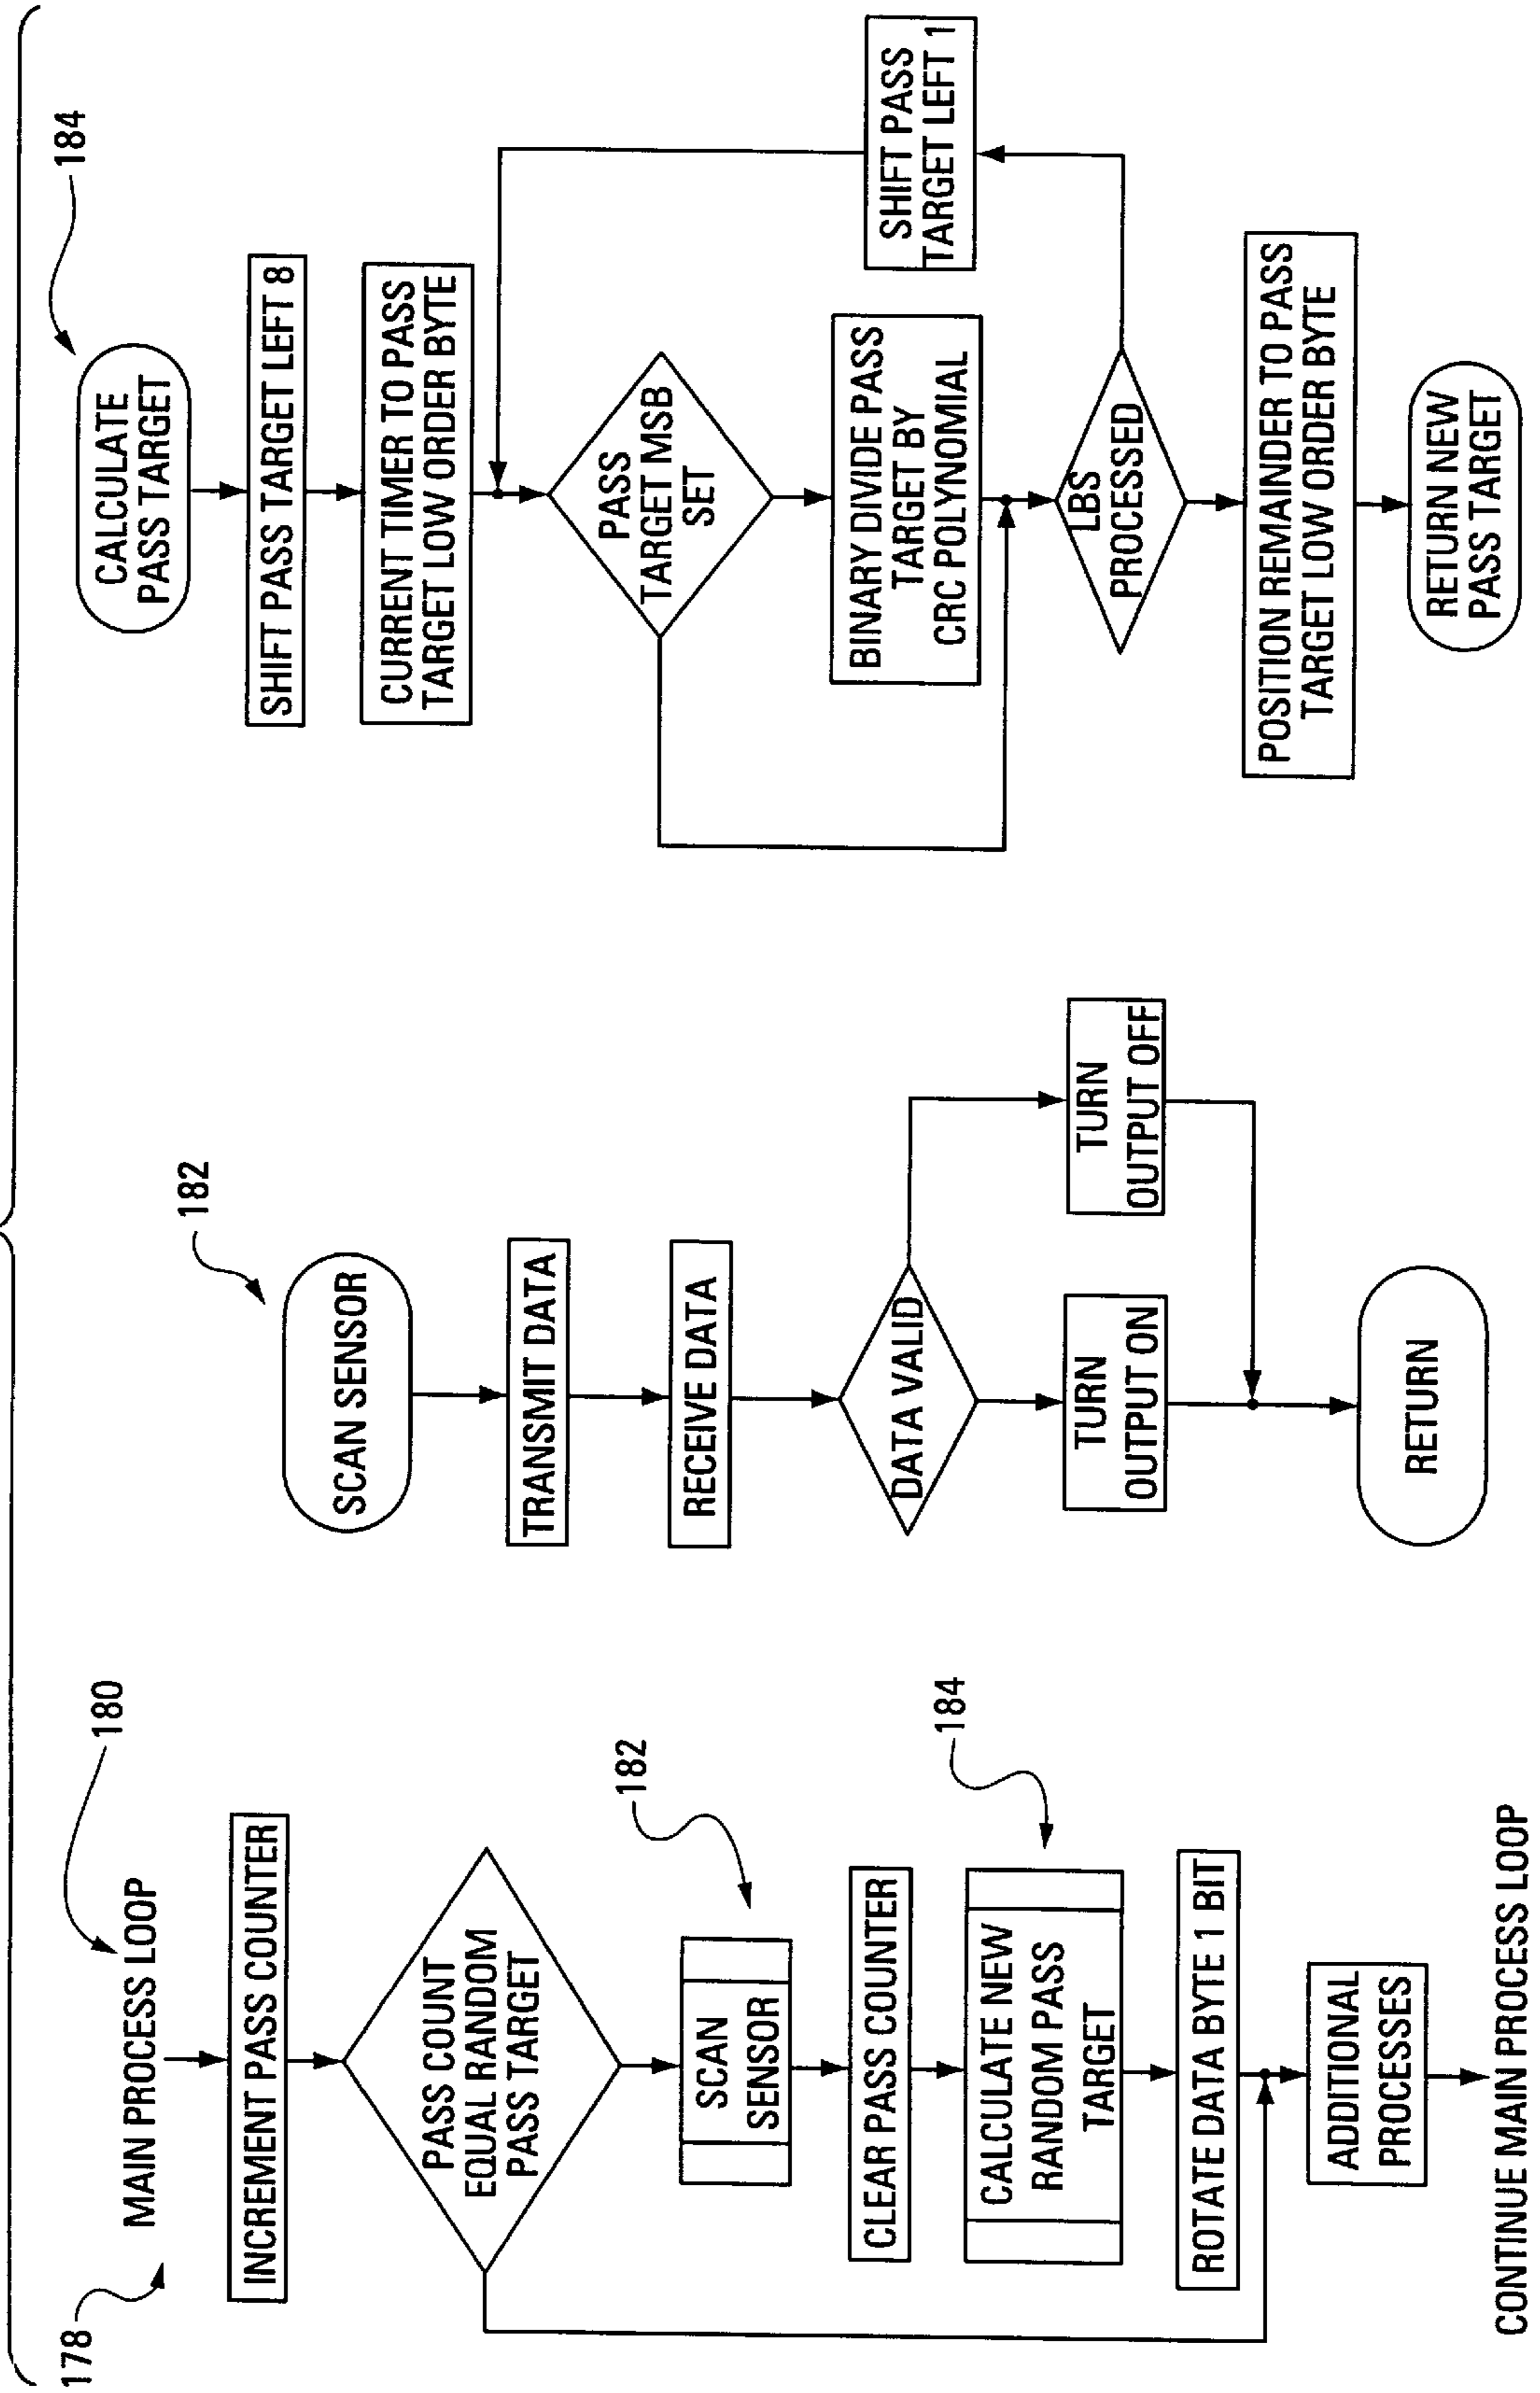 178
180
MAIN PROCESS LOOP
INCREMENT PASS COUNTER
PASS COUNT
EQUAL RANDOM
PASS TARGET
182
SCAN
SENSOR
CLEAR PASS COUNTER
184
CALCULATE NEW
RANDOM PASS
TARGET
ROTATE DATA BYTE 1 BIT
ADDITIONAL
PROCESSES
CONTINUE MAIN PROCESS LOOP
182
SCAN SENSOR
TRANSMIT DATA
RECEIVE DATA
DATA VALID
TURN
OUTPUT ON
TURN
OUTPUT OFF
RETURN
184
CALCULATE
PASS TARGET
SHIFT PASS TARGET LEFT 8
CURRENT TIMER TO PASS
TARGET LOW ORDER BYTE
PASS
TARGET MSB
SET
BINARY DIVIDE PASS
TARGET BY
CRC POLYNOMIAL
SHIFT PASS
TARGET LEFT 1
LBS
PROCESSED
POSITION REMAINDER TO PASS
TARGET LOW ORDER BYTE
RETURN NEW
PASS TARGET